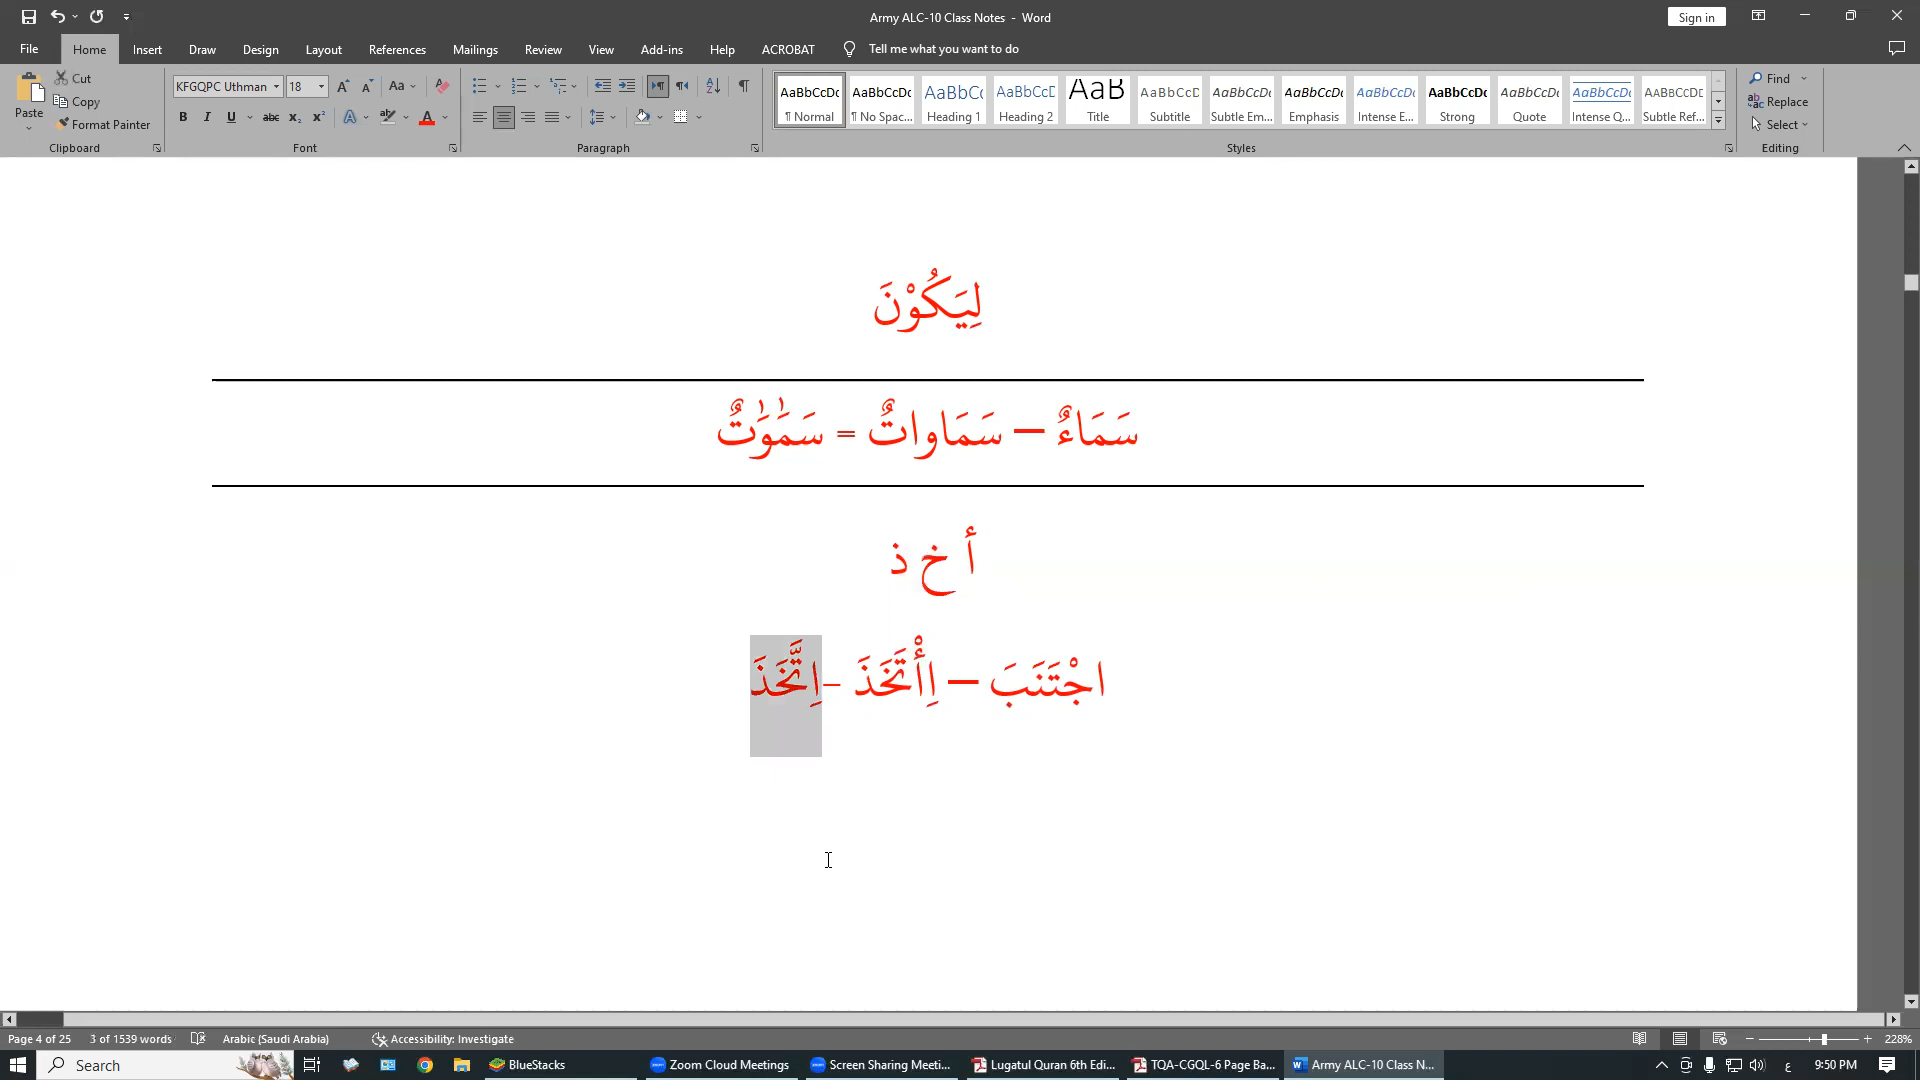 Army ALC-10 Class Notes - Word
Sign in
File Home Insert Draw Design Layout References Mailings Review View Add-ins Help ACROBAT Tell me what you want to do
Paste
Cut
Copy
Format Painter
Clipboard
KFGQPC Uthman 18
Font
Paragraph
AaBbCcDc ¶ Normal
AaBbCcDc ¶ No Spac...
AaBbCc Heading 1
AaBbCcD Heading 2
AaB Title
AaBbCcD Subtitle
AaBbCcDc Subtle Em...
AaBbCcDc Emphasis
AaBbCcDc Intense E...
AaBbCcDc Strong
AaBbCcDc Quote
AaBbCcDc Intense Q...
AABBCCDE Subtle Ref...
Styles
Find
Replace
Select
Editing
لِيَكُوْنَ
سَمَاءٌ – سَمَاواتٌ = سَمَٰوَٰتٌ
أ خ ذ
اجْتَنَبَ – اِأْتَخَذَ – اِتَّخَذَ
Page 4 of 25 3 of 1539 words Arabic (Saudi Arabia) Accessibility: Investigate 228%
Search BlueStacks Zoom Cloud Meetings Screen Sharing Meeti... Lugatul Quran 6th Edi... TQA-CGQL-6 Page Ba... Army ALC-10 Class N... ع 9:50 PM